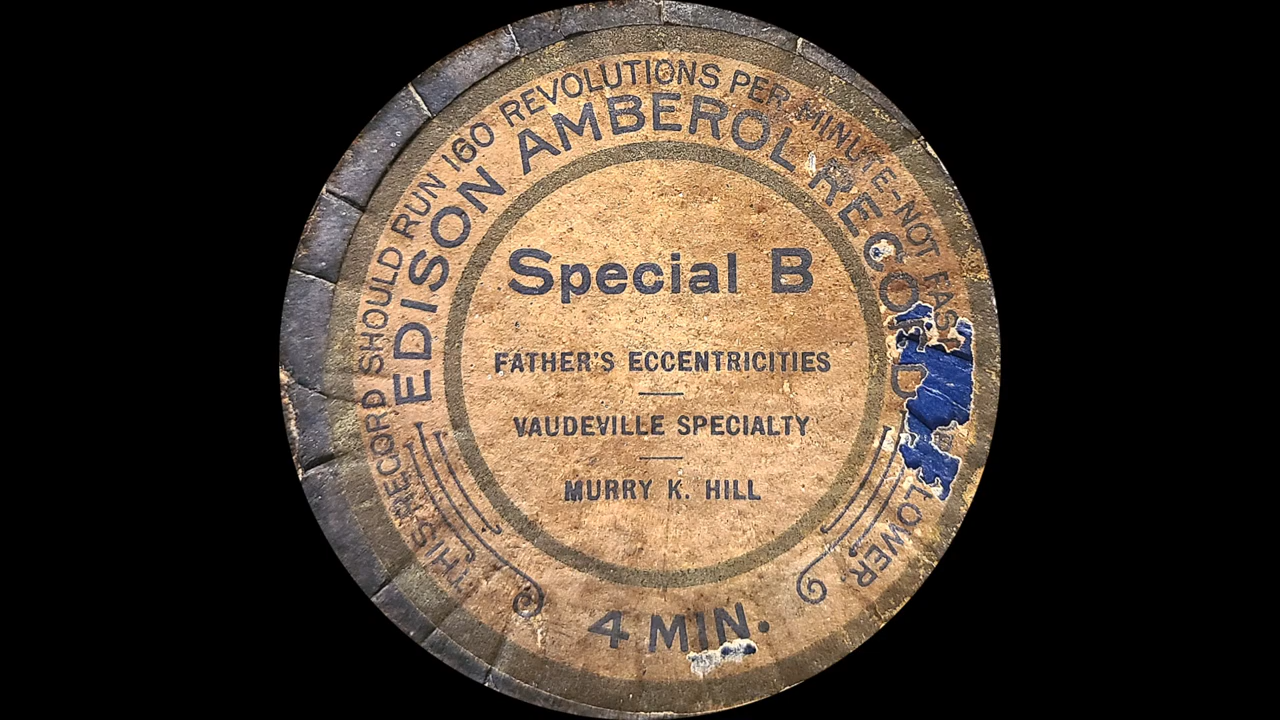 THIS RECORD SHOULD RUN 160 REVOLUTIONS PER MINUTE-NOT LOWER
EDISON AMBEROL RECORD
Special B
FATHER'S ECCENTRICITIES
VAUDEVILLE SPECIALTY
MURRY K. HILL
4 MIN.